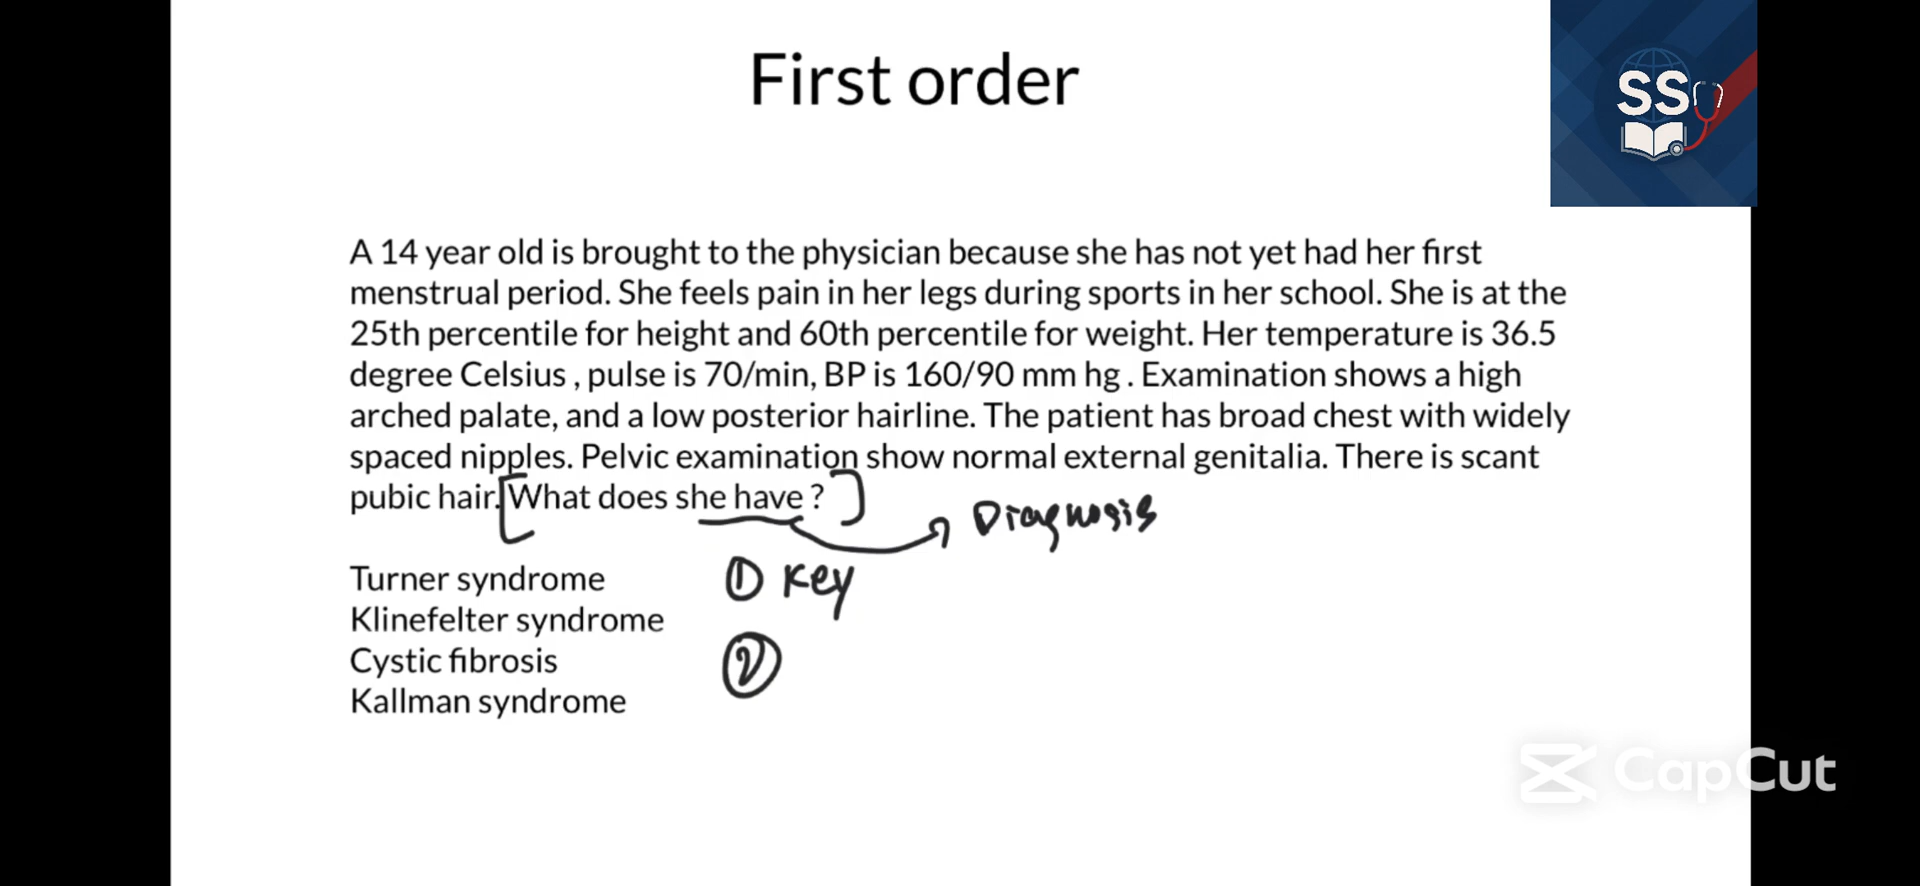 First order
SS
A 14 year old is brought to the physician because she has not yet had her first
menstrual period. She feels pain in her legs during sports in her school. She is at the
25th percentile for height and 60th percentile for weight. Her temperature is 36.5
degree Celsius , pulse is 70/min, BP is 160/90 mm hg . Examination shows a high
arched palate, and a low posterior hairline. The patient has broad chest with widely
spaced nipples. Pelvic examination show normal external genitalia. There is scant
pubic hair. [What does she have ? ]
Diagnosis
Turner syndrome
① Key
Klinefelter syndrome
Cystic fibrosis
②
Kallman syndrome
CapCut